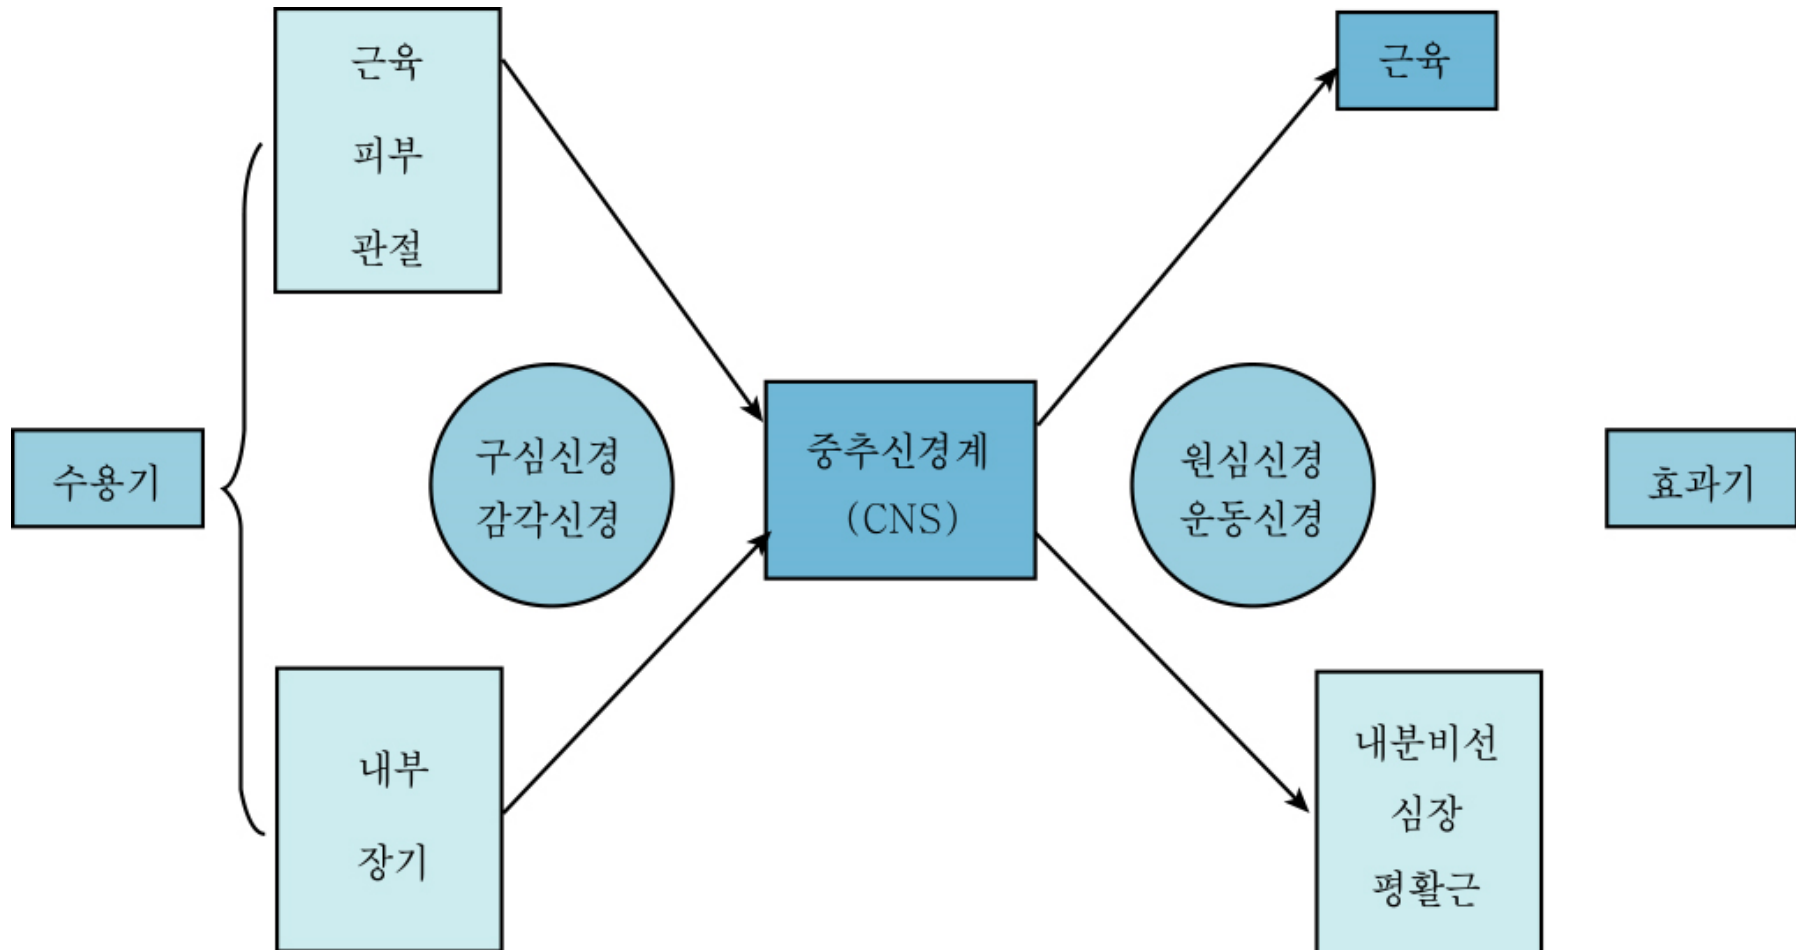 근육
피부
관절
수용기
구심신경
감각신경
내부
장기
중추신경계
(CNS)
근육
원심신경
운동신경
효과기
내분비선
심장
평활근